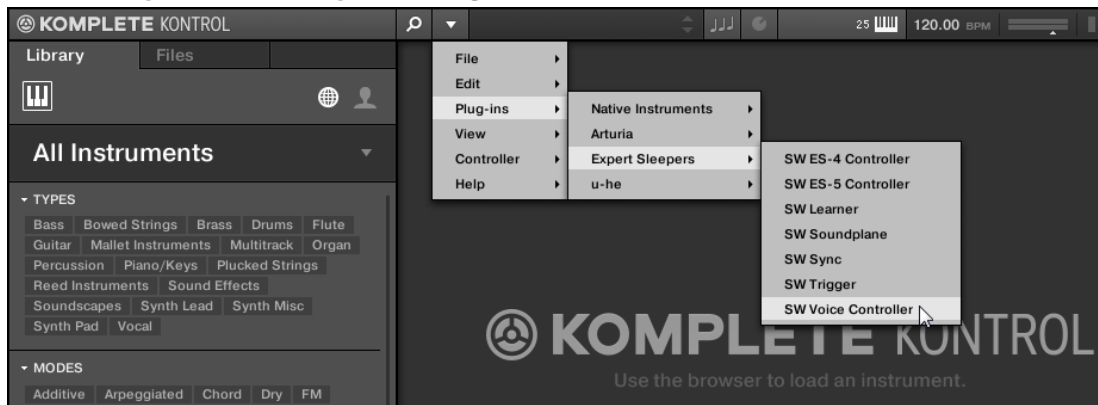 KOMPLETE KONTROL
25
120.00 BPM
Library Files
All Instruments
TYPES
Bass Bowed Strings Brass Drums Flute
Guitar Mallet Instruments Multitrack Organ
Percussion Piano/Keys Plucked Strings
Reed Instruments Sound Effects
Soundscapes Synth Lead Synth Misc
Synth Pad Vocal
MODES
Additive Arpeggiated Chord Dry FM
File
Edit
Plug-ins
View
Controller
Help
Native Instruments
Arturia
Expert Sleepers
u-he
SW ES-4 Controller
SW ES-5 Controller
SW Learner
SW Soundplane
SW Sync
SW Trigger
SW Voice Controller
KOMPLETE KONTROL
Use the browser to load an instrument.